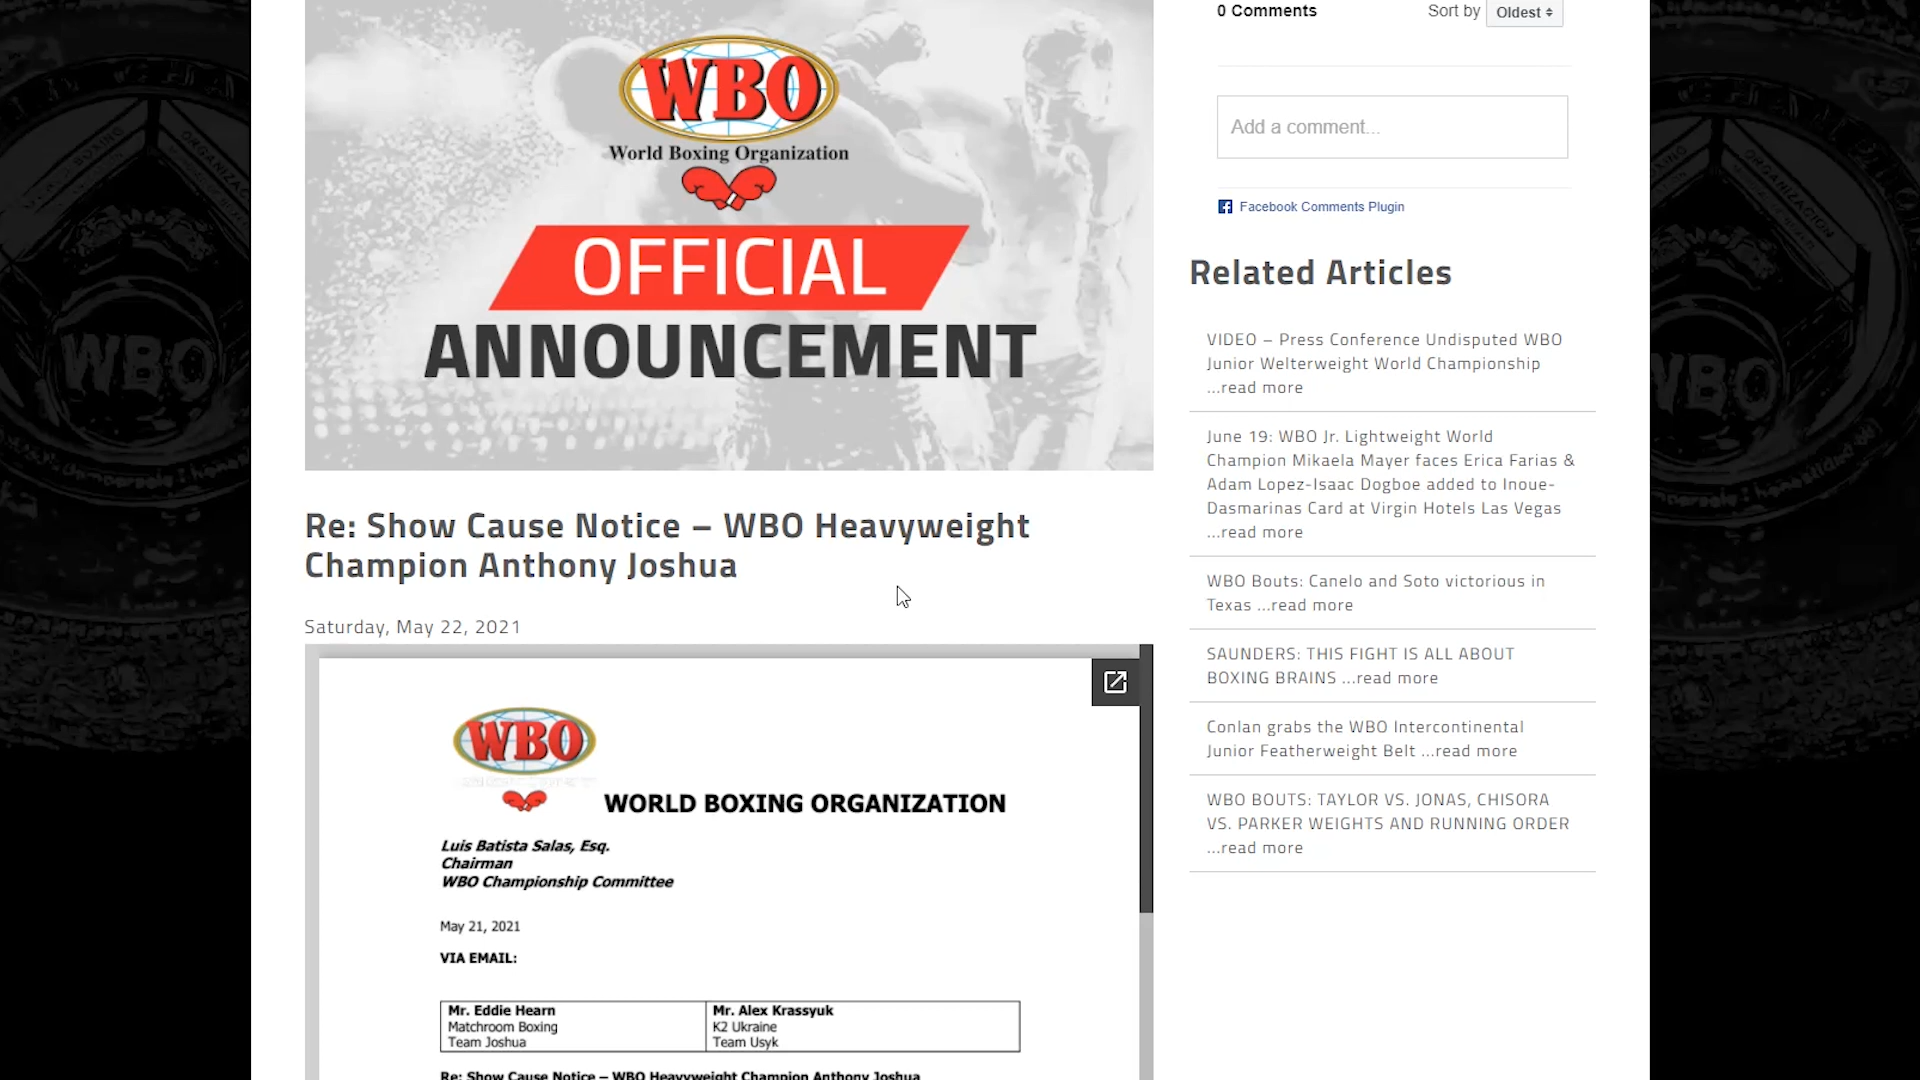 WBO
World Boxing Organization
OFFICIAL
ANNOUNCEMENT
Re: Show Cause Notice – WBO Heavyweight
Champion Anthony Joshua
Saturday, May 22, 2021
WBO
WORLD BOXING ORGANIZATION
Luis Batista Salas, Esq.
Chairman
WBO Championship Committee
May 21, 2021
VIA EMAIL:
Mr. Eddie Hearn
Matchroom Boxing
Team Joshua
Mr. Alex Krassyuk
K2 Ukraine
Team Usyk
Re: Show Cause Notice – WBO Heavyweight Champion Anthony Joshua
0 Comments
Sort by Oldest
Add a comment...
Facebook Comments Plugin
Related Articles
VIDEO – Press Conference Undisputed WBO
Junior Welterweight World Championship
...read more
June 19: WBO Jr. Lightweight World
Champion Mikaela Mayer faces Erica Farias &
Adam Lopez-Isaac Dogboe added to Inoue-
Dasmarinas Card at Virgin Hotels Las Vegas
...read more
WBO Bouts: Canelo and Soto victorious in
Texas ...read more
SAUNDERS: THIS FIGHT IS ALL ABOUT
BOXING BRAINS ...read more
Conlan grabs the WBO Intercontinental
Junior Featherweight Belt ...read more
WBO BOUTS: TAYLOR VS. JONAS, CHISORA
VS. PARKER WEIGHTS AND RUNNING ORDER
...read more
WBO
WBO